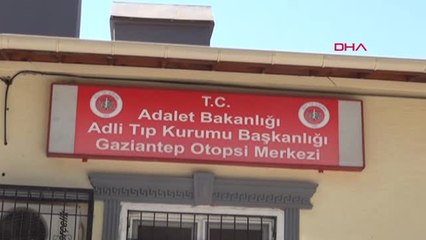 DHA
T.C.
Adalet Bakanlığı
Adli Tıp Kurumu Başkanlığı
Gaziantep Otopsi Merkezi